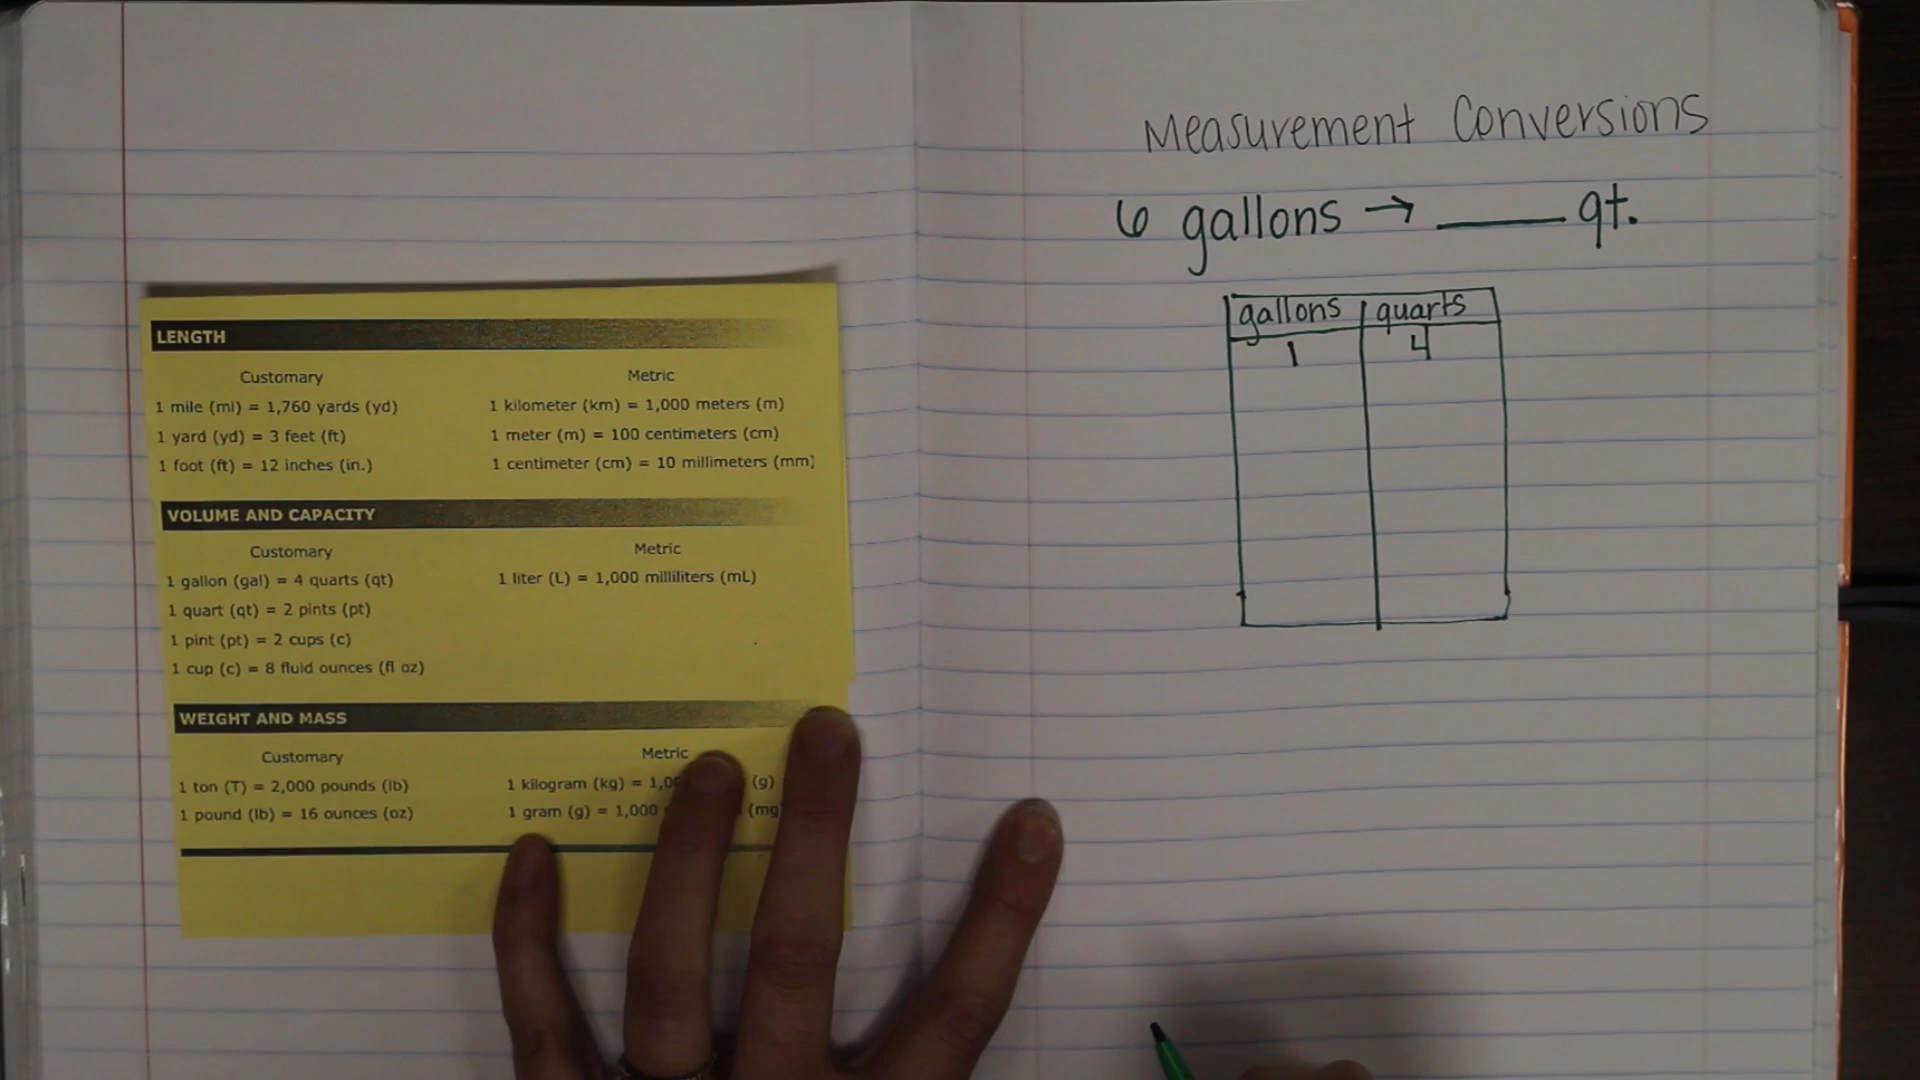 LENGTH
Customary Metric
1 mile (mi) = 1,760 yards (yd) 1 kilometer (km) = 1,000 meters (m)
1 yard (yd) = 3 feet (ft) 1 meter (m) = 100 centimeters (cm)
1 foot (ft) = 12 inches (in.) 1 centimeter (cm) = 10 millimeters (mm)
VOLUME AND CAPACITY
Customary Metric
1 gallon (gal) = 4 quarts (qt) 1 liter (L) = 1,000 milliliters (mL)
1 quart (qt) = 2 pints (pt)
1 pint (pt) = 2 cups (c)
1 cup (c) = 8 fluid ounces (fl oz)
WEIGHT AND MASS
Customary Metric
1 ton (T) = 2,000 pounds (lb) 1 kilogram (kg) = (g)
1 pound (lb) = 16 ounces (oz) 1 gram (g) = 1,000 (mg
Measurement Conversions
6 gallons → ____ qt.
gallons quarts
1 4